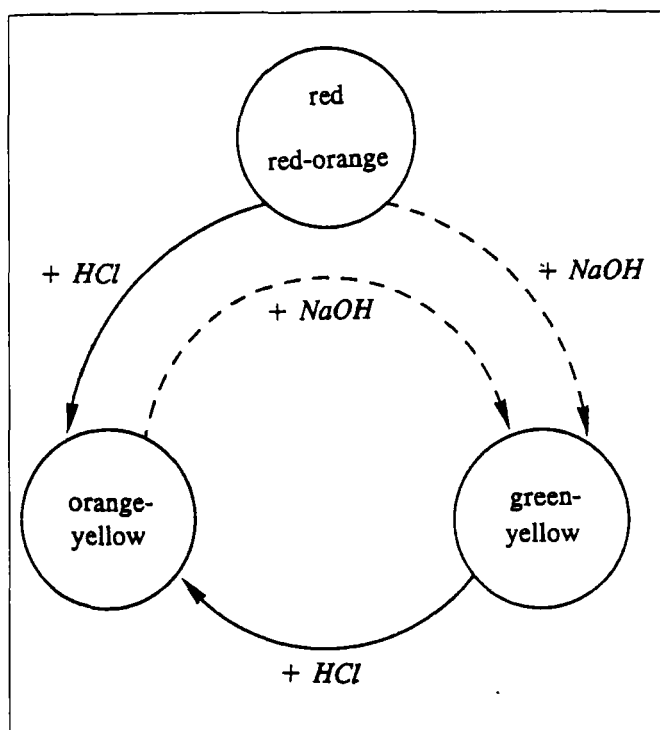 red
red-orange
+ HCl
+ NaOH
+ NaOH
orange-
yellow
green-
yellow
+ HCl